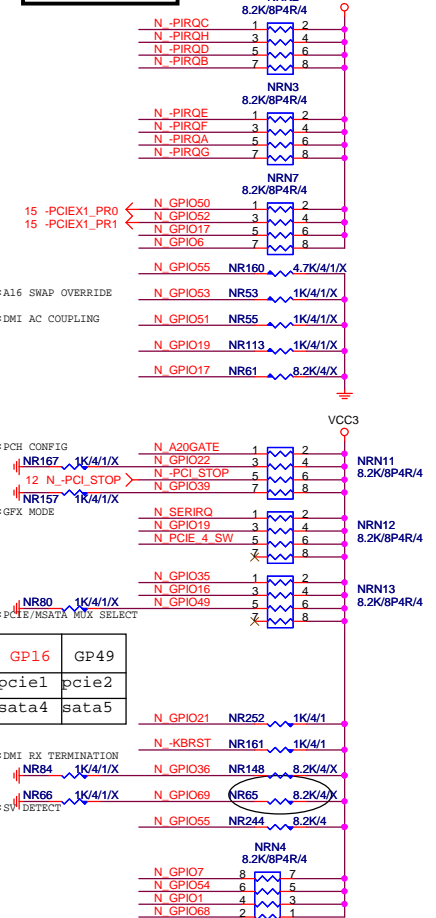 8.2K/8P4R/4
N_-PIRQC 1 2
N_-PIRQH 3 4
N_-PIRQD 5 6
N_-PIRQB 7 8
NRN3
8.2K/8P4R/4
N_-PIRQE 1 2
N_-PIRQF 3 4
N_-PIRQA 5 6
N_-PIRQG 7 8
NRN7
8.2K/8P4R/4
15 -PCIEX1_PR0 N_GPIO50 1 2
15 -PCIEX1_PR1 N_GPIO52 3 4
N_GPIO17 5 6
N_GPIO6 7 8
N_GPIO55 NR160 4.7K/4/1/X
A16 SWAP OVERRIDE N_GPIO53 NR53 1K/4/1/X
DMI AC COUPLING N_GPIO51 NR55 1K/4/1/X
N_GPIO19 NR113 1K/4/1/X
N_GPIO17 NR61 8.2K/4/X
VCC3
PCH CONFIG N_A20GATE 1 2
NR167 1K/4/1/X N_GPIO22 3 4 NRN11
12 N_-PCI_STOP -PCI_STOP 5 6 8.2K/8P4R/4
NR157 1K/4/1/X N_GPIO39 7 8
GFX MODE
N_SERIRQ 1 2
N_GPIO19 3 4 NRN12
N_PCIE_4_SW 5 6 8.2K/8P4R/4
7 8
N_GPIO35 1 2
N_GPIO16 3 4 NRN13
NR80 1K/4/1/X N_GPIO49 5 6 8.2K/8P4R/4
PCIE/MSATA MUX SELECT 7 8
GP16 GP49
pcie1 pcie2
sata4 sata5
N_GPIO21 NR252 1K/4/1
N_-KBRST NR161 1K/4/1
DMI RX TERMINATION
NR84 1K/4/1/X N_GPIO36 NR148 8.2K/4/X
NR66 1K/4/1/X N_GPIO69 NR65 8.2K/4/X
SV DETECT
N_GPIO55 NR244 8.2K/4
NRN4
8.2K/8P4R/4
N_GPIO7 8 7
N_GPIO54 6 5
N_GPIO1 4 3
N_GPIO68 2 1